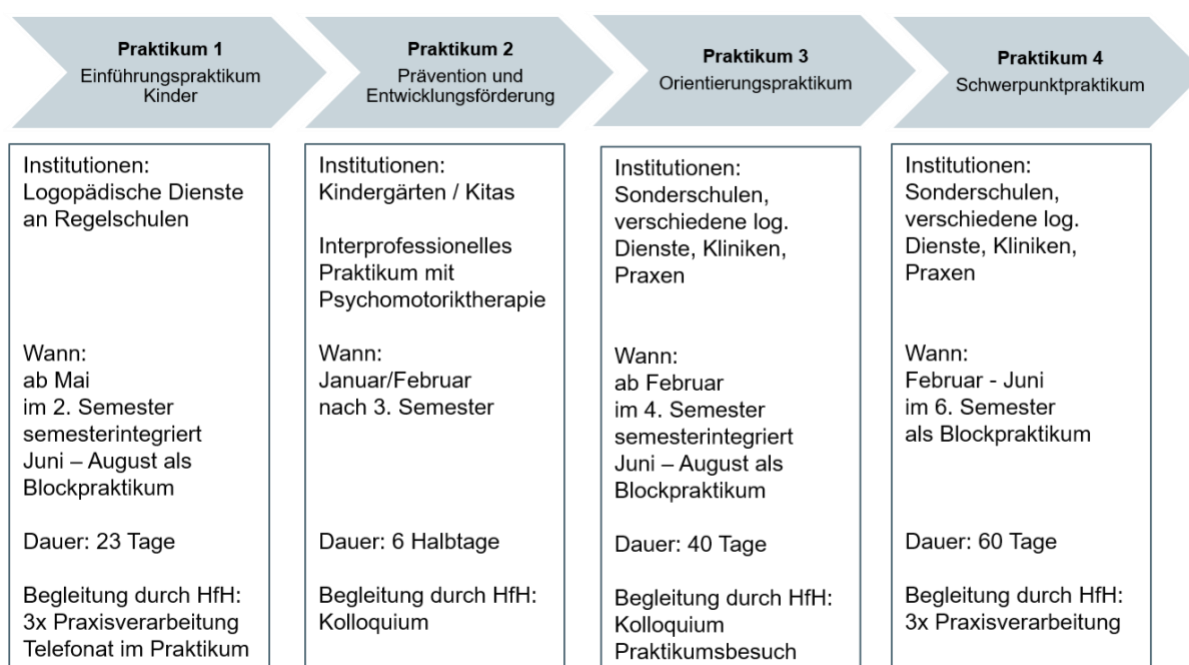 Praktikum 1
Einführungspraktikum
Kinder
Praktikum 2
Prävention und
Entwicklungsförderung
Praktikum 3
Orientierungspraktikum
Praktikum 4
Schwerpunktpraktikum
Institutionen:
Logopädische Dienste
an Regelschulen
Wann:
ab Mai
im 2. Semester
semesterintegriert
Juni – August als
Blockpraktikum
Dauer: 23 Tage
Begleitung durch HfH:
3x Praxisverarbeitung
Telefonat im Praktikum
Institutionen:
Kindergärten / Kitas
Interprofessionelles
Praktikum mit
Psychomotoriktherapie
Wann:
Januar/Februar
nach 3. Semester
Dauer: 6 Halbtage
Begleitung durch HfH:
Kolloquium
Institutionen:
Sonderschulen,
verschiedene log.
Dienste, Kliniken,
Praxen
Wann:
ab Februar
im 4. Semester
semesterintegriert
Juni – August als
Blockpraktikum
Dauer: 40 Tage
Begleitung durch HfH:
Kolloquium
Praktikumsbesuch
Institutionen:
Sonderschulen,
verschiedene log.
Dienste, Kliniken,
Praxen
Wann:
Februar - Juni
im 6. Semester
als Blockpraktikum
Dauer: 60 Tage
Begleitung durch HfH:
3x Praxisverarbeitung